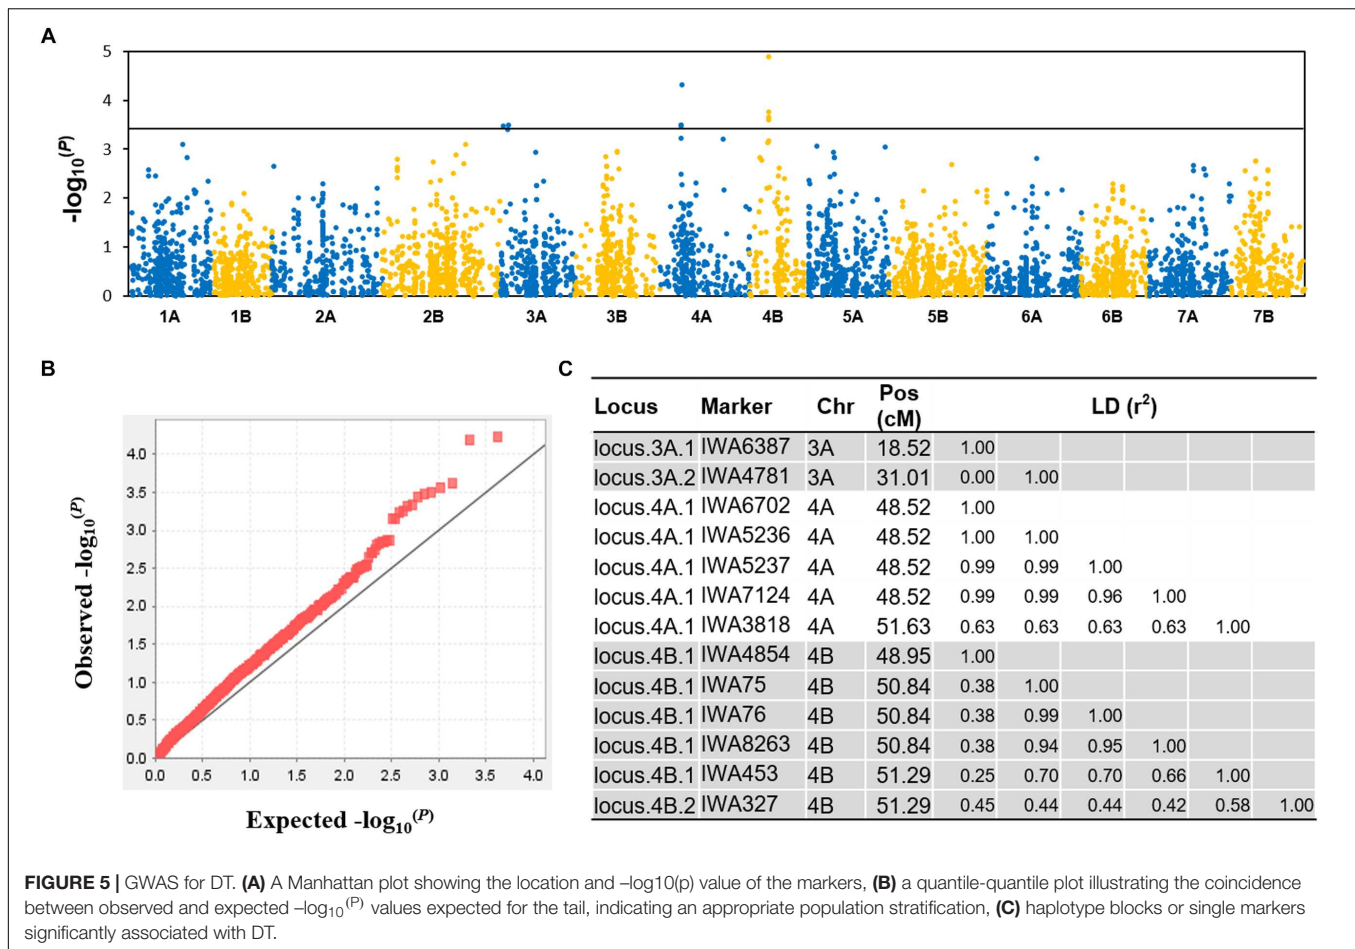 A
5
4
3
2
1
0
-log10(P)
1A 1B 2A 2B 3A 3B 4A 4B 5A 5B 6A 6B 7A 7B
B
4.0
3.5
3.0
2.5
2.0
1.5
1.0
0.5
0.0
0.0 0.5 1.0 1.5 2.0 2.5 3.0 3.5 4.0
Observed -log10(P)
Expected -log10(P)
C
Locus Marker Chr Pos (cM) LD (r²)
locus.3A.1 IWA6387 3A 18.52 1.00
locus.3A.2 IWA4781 3A 31.01 0.00 1.00
locus.4A.1 IWA6702 4A 48.52 1.00
locus.4A.1 IWA5236 4A 48.52 1.00 1.00
locus.4A.1 IWA5237 4A 48.52 0.99 0.99 1.00
locus.4A.1 IWA7124 4A 48.52 0.99 0.99 0.96 1.00
locus.4A.1 IWA3818 4A 51.63 0.63 0.63 0.63 0.63 1.00
locus.4B.1 IWA4854 4B 48.95 1.00
locus.4B.1 IWA75 4B 50.84 0.38 1.00
locus.4B.1 IWA76 4B 50.84 0.38 0.99 1.00
locus.4B.1 IWA8263 4B 50.84 0.38 0.94 0.95 1.00
locus.4B.1 IWA453 4B 51.29 0.25 0.70 0.70 0.66 1.00
locus.4B.2 IWA327 4B 51.29 0.45 0.44 0.44 0.42 0.58 1.00
FIGURE 5 | GWAS for DT. (A) A Manhattan plot showing the location and –log10(p) value of the markers, (B) a quantile-quantile plot illustrating the coincidence
between observed and expected –log10(P) values expected for the tail, indicating an appropriate population stratification, (C) haplotype blocks or single markers
significantly associated with DT.